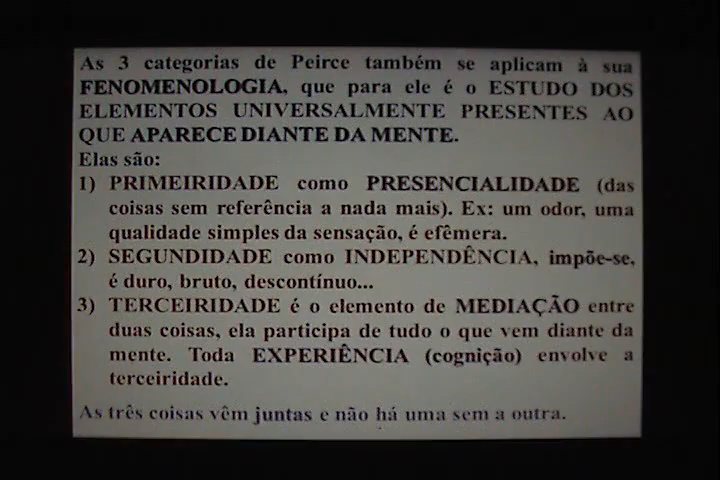 As 3 categorias de Peirce também se aplicam à sua
FENOMENOLOGIA, que para ele é o ESTUDO DOS
ELEMENTOS UNIVERSALMENTE PRESENTES AO
QUE APARECE DIANTE DA MENTE.
Elas são:
1) PRIMEIRIDADE como PRESENCIALIDADE (das
coisas sem referência a nada mais). Ex: um odor, uma
qualidade simples da sensação, é efêmera.
2) SEGUNDIDADE como INDEPENDÊNCIA, impõe-se,
é duro, bruto, descontínuo...
3) TERCEIRIDADE é o elemento de MEDIAÇÃO entre
duas coisas, ela participa de tudo o que vem diante da
mente. Toda EXPERIÊNCIA (cognição) envolve a
terceiridade.
As três coisas vêm juntas e não há uma sem a outra.